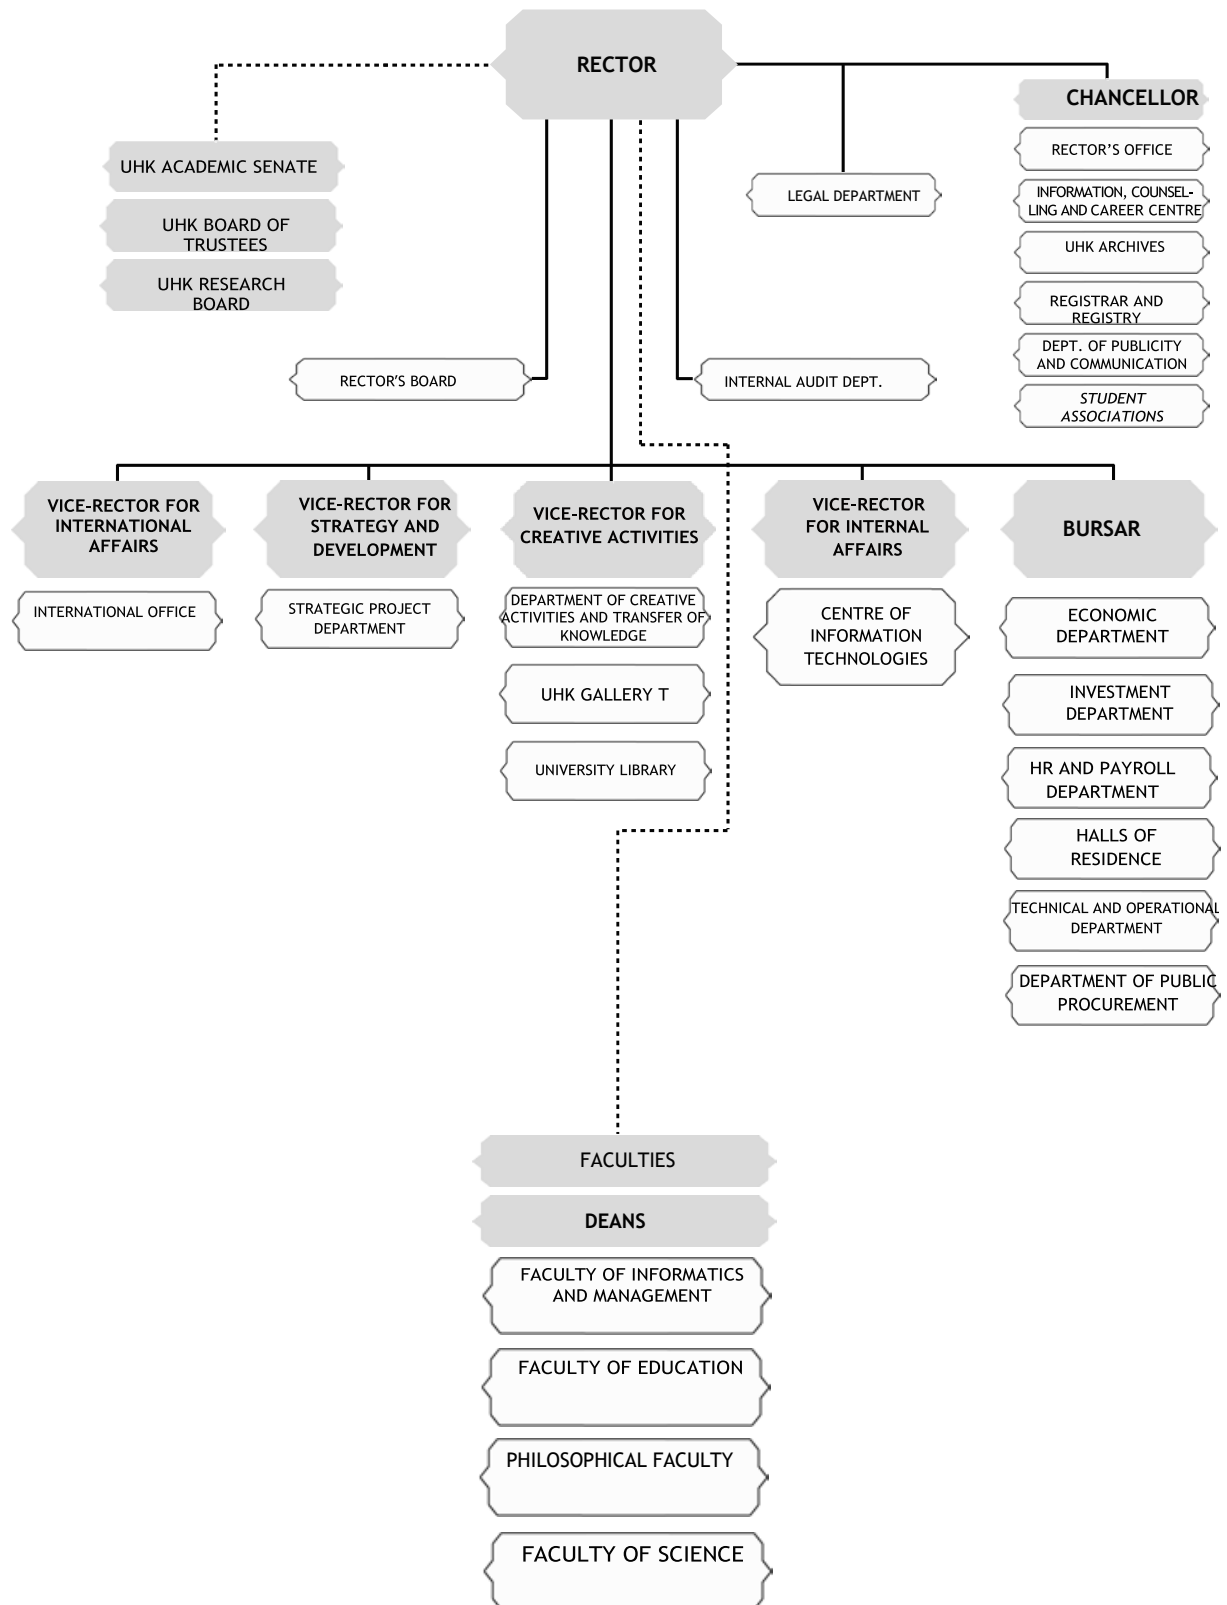 RECTOR
CHANCELLOR
RECTOR'S OFFICE
INFORMATION, COUNSEL-
LING AND CAREER CENTRE
UHK ARCHIVES
REGISTRAR AND
REGISTRY
DEPT. OF PUBLICITY
AND COMMUNICATION
STUDENT
ASSOCIATIONS
UHK ACADEMIC SENATE
UHK BOARD OF
TRUSTEES
UHK RESEARCH
BOARD
LEGAL DEPARTMENT
RECTOR'S BOARD
INTERNAL AUDIT DEPT.
VICE-RECTOR FOR
INTERNATIONAL
AFFAIRS
INTERNATIONAL OFFICE
VICE-RECTOR FOR
STRATEGY AND
DEVELOPMENT
STRATEGIC PROJECT
DEPARTMENT
VICE-RECTOR FOR
CREATIVE ACTIVITIES
DEPARTMENT OF CREATIVE
ACTIVITIES AND TRANSFER OF
KNOWLEDGE
UHK GALLERY T
UNIVERSITY LIBRARY
VICE-RECTOR
FOR INTERNAL
AFFAIRS
CENTRE OF
INFORMATION
TECHNOLOGIES
BURSAR
ECONOMIC
DEPARTMENT
INVESTMENT
DEPARTMENT
HR AND PAYROLL
DEPARTMENT
HALLS OF
RESIDENCE
TECHNICAL AND OPERATIONAL
DEPARTMENT
DEPARTMENT OF PUBLIC
PROCUREMENT
FACULTIES
DEANS
FACULTY OF INFORMATICS
AND MANAGEMENT
FACULTY OF EDUCATION
PHILOSOPHICAL FACULTY
FACULTY OF SCIENCE